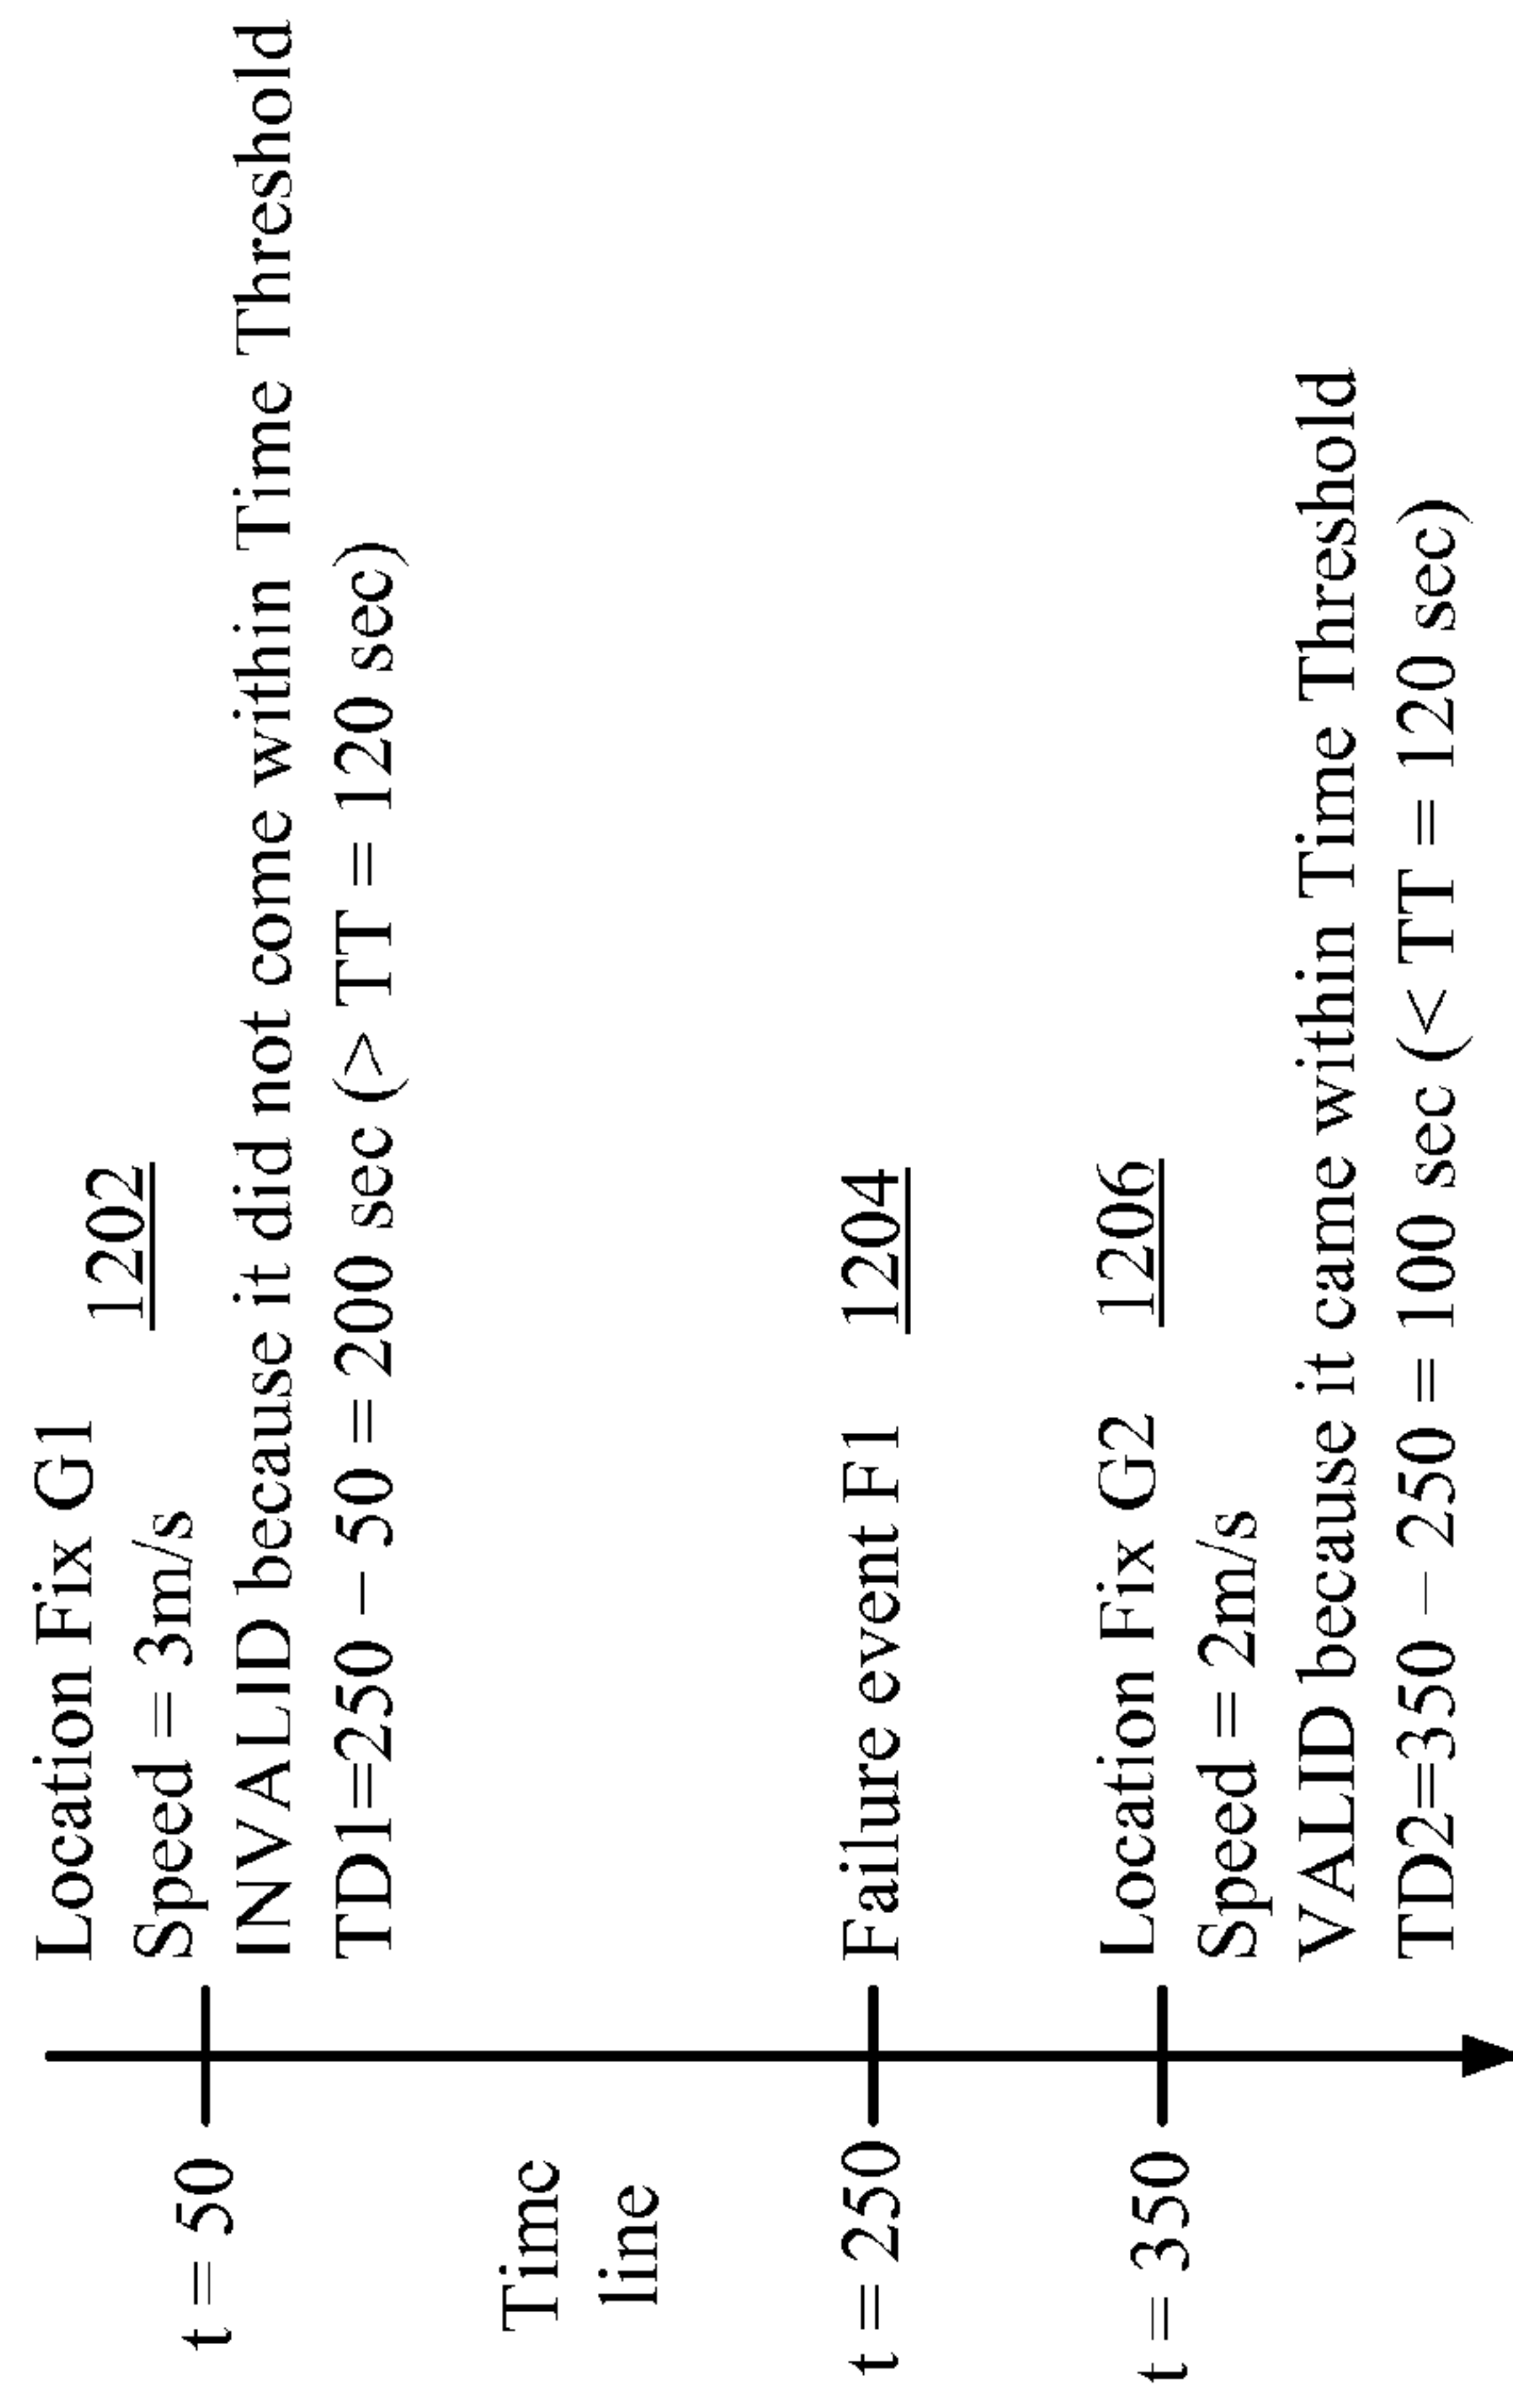 Location Fix G1
t = 50
1202
Speed = 3m/s
INVALID because it did not come within Time Threshold
TD1=250 – 50 = 200 sec (> TT = 120 sec)
Time
line
t = 250
Failure event F1 1204
Location Fix G2 1206
t = 350
Speed = 2m/s
VALID because it came within Time Threshold
TD2=350 – 250 = 100 sec (< TT = 120 sec)